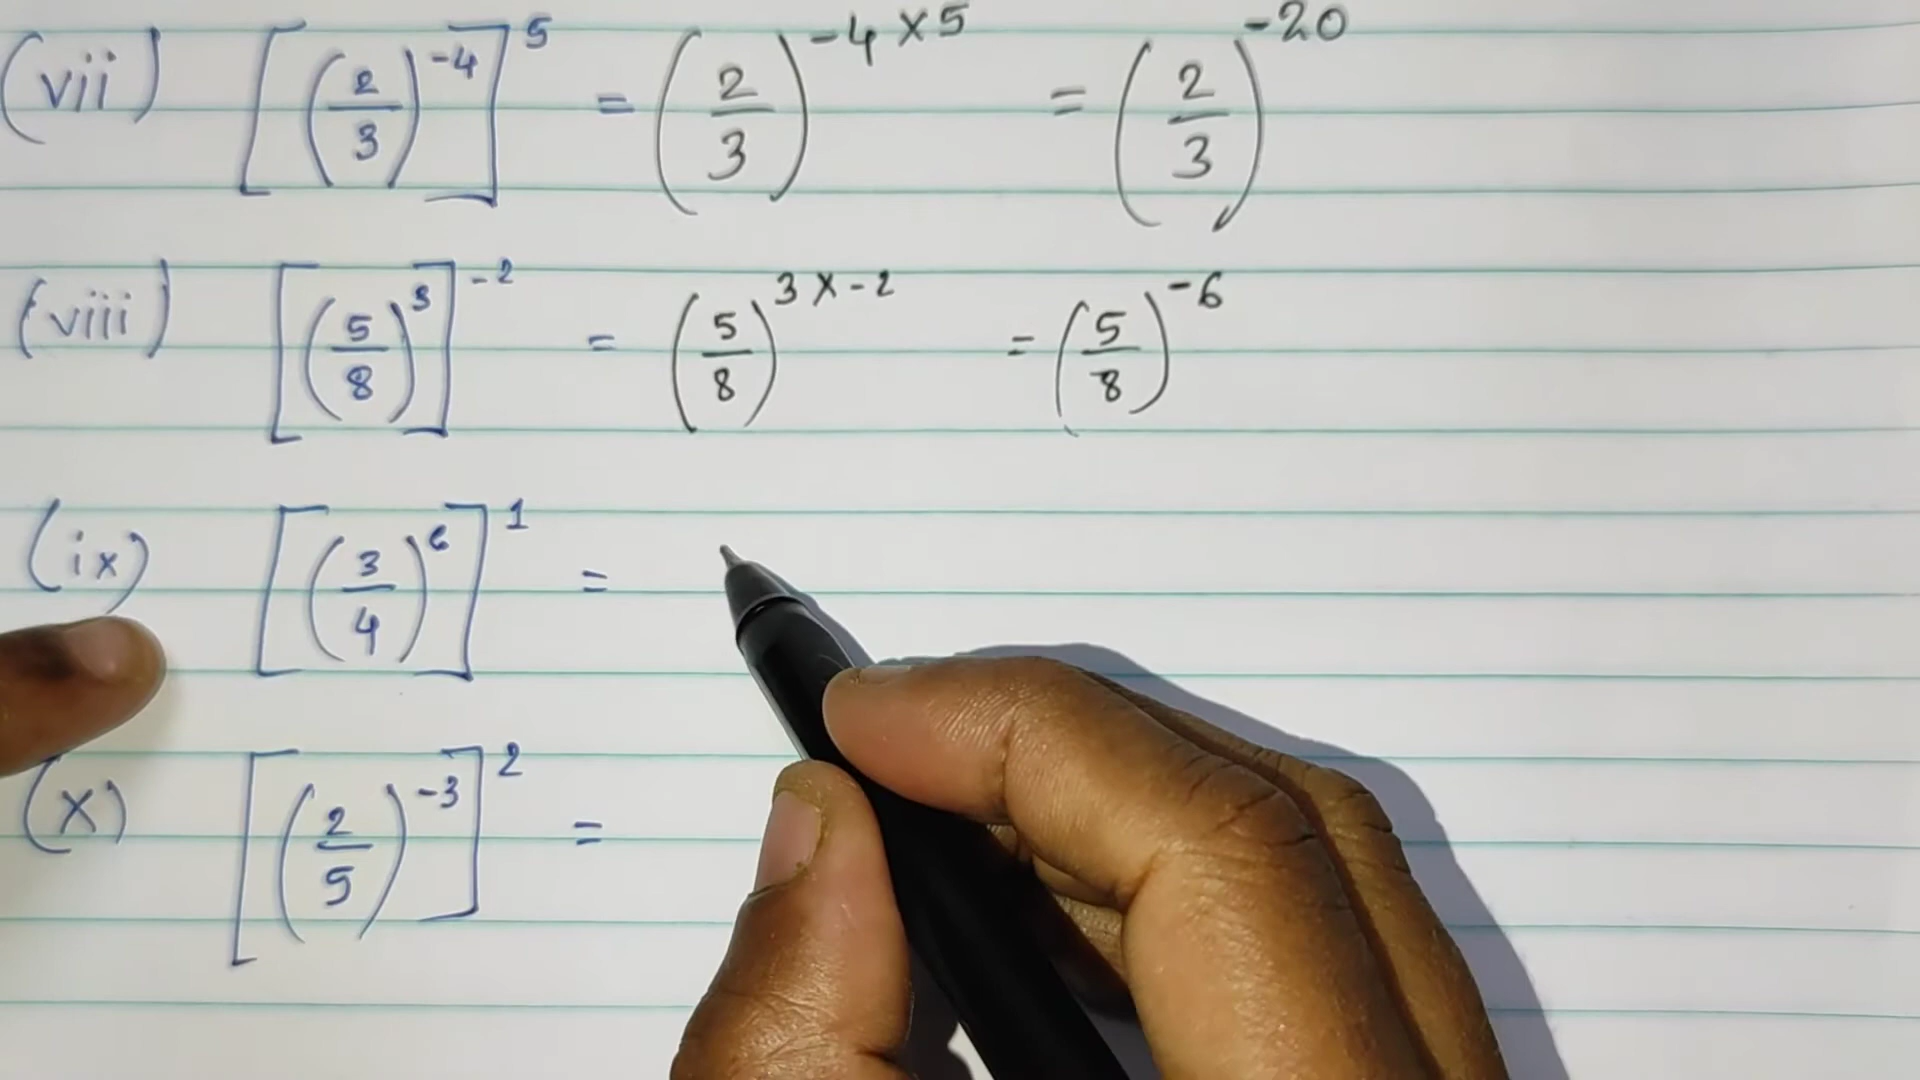 (vii) [(2/3)^-4]^5 = (2/3)^-4×5 = (2/3)^-20
(viii) [(5/8)^3]^-2 = (5/8)^3×-2 = (5/8)^-6
(ix) [(3/4)^6]^1 =
(x) [(2/5)^-3]^2 =